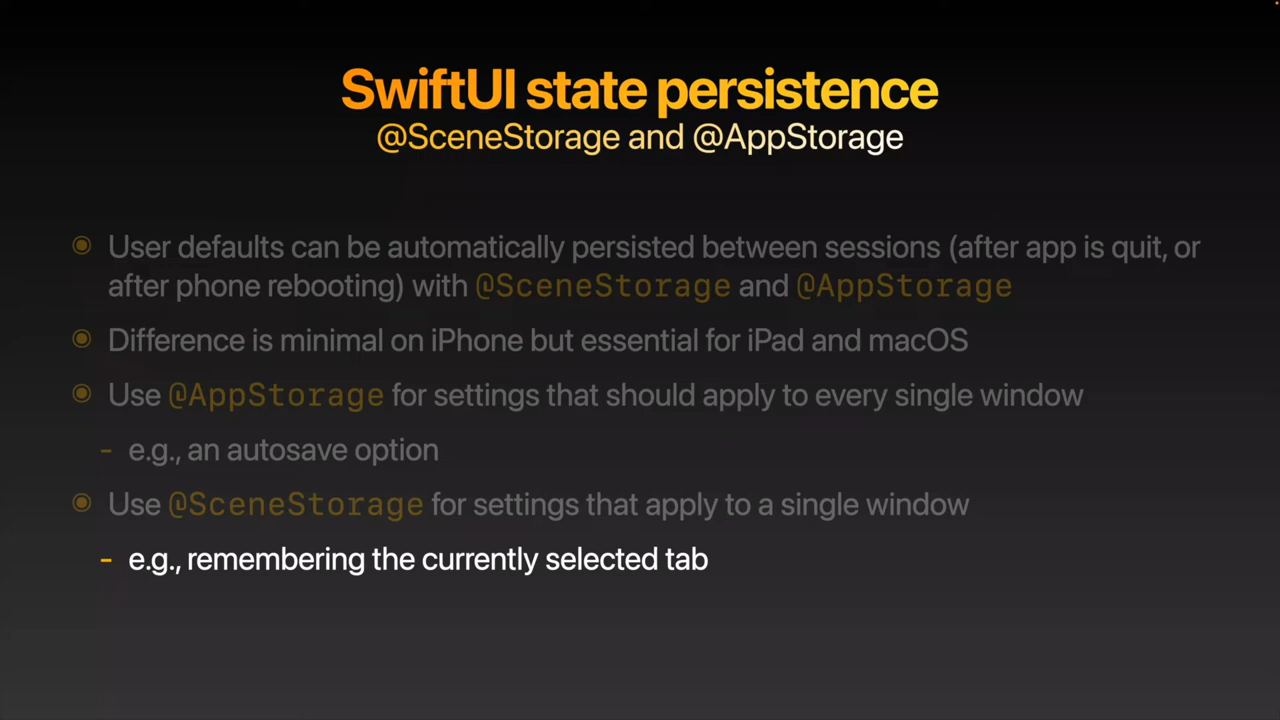 SwiftUI state persistence
@SceneStorage and @AppStorage
◉ User defaults can be automatically persisted between sessions (after app is quit, or
after phone rebooting) with @SceneStorage and @AppStorage
◉ Difference is minimal on iPhone but essential for iPad and macOS
◉ Use @AppStorage for settings that should apply to every single window
- e.g., an autosave option
◉ Use @SceneStorage for settings that apply to a single window
- e.g., remembering the currently selected tab